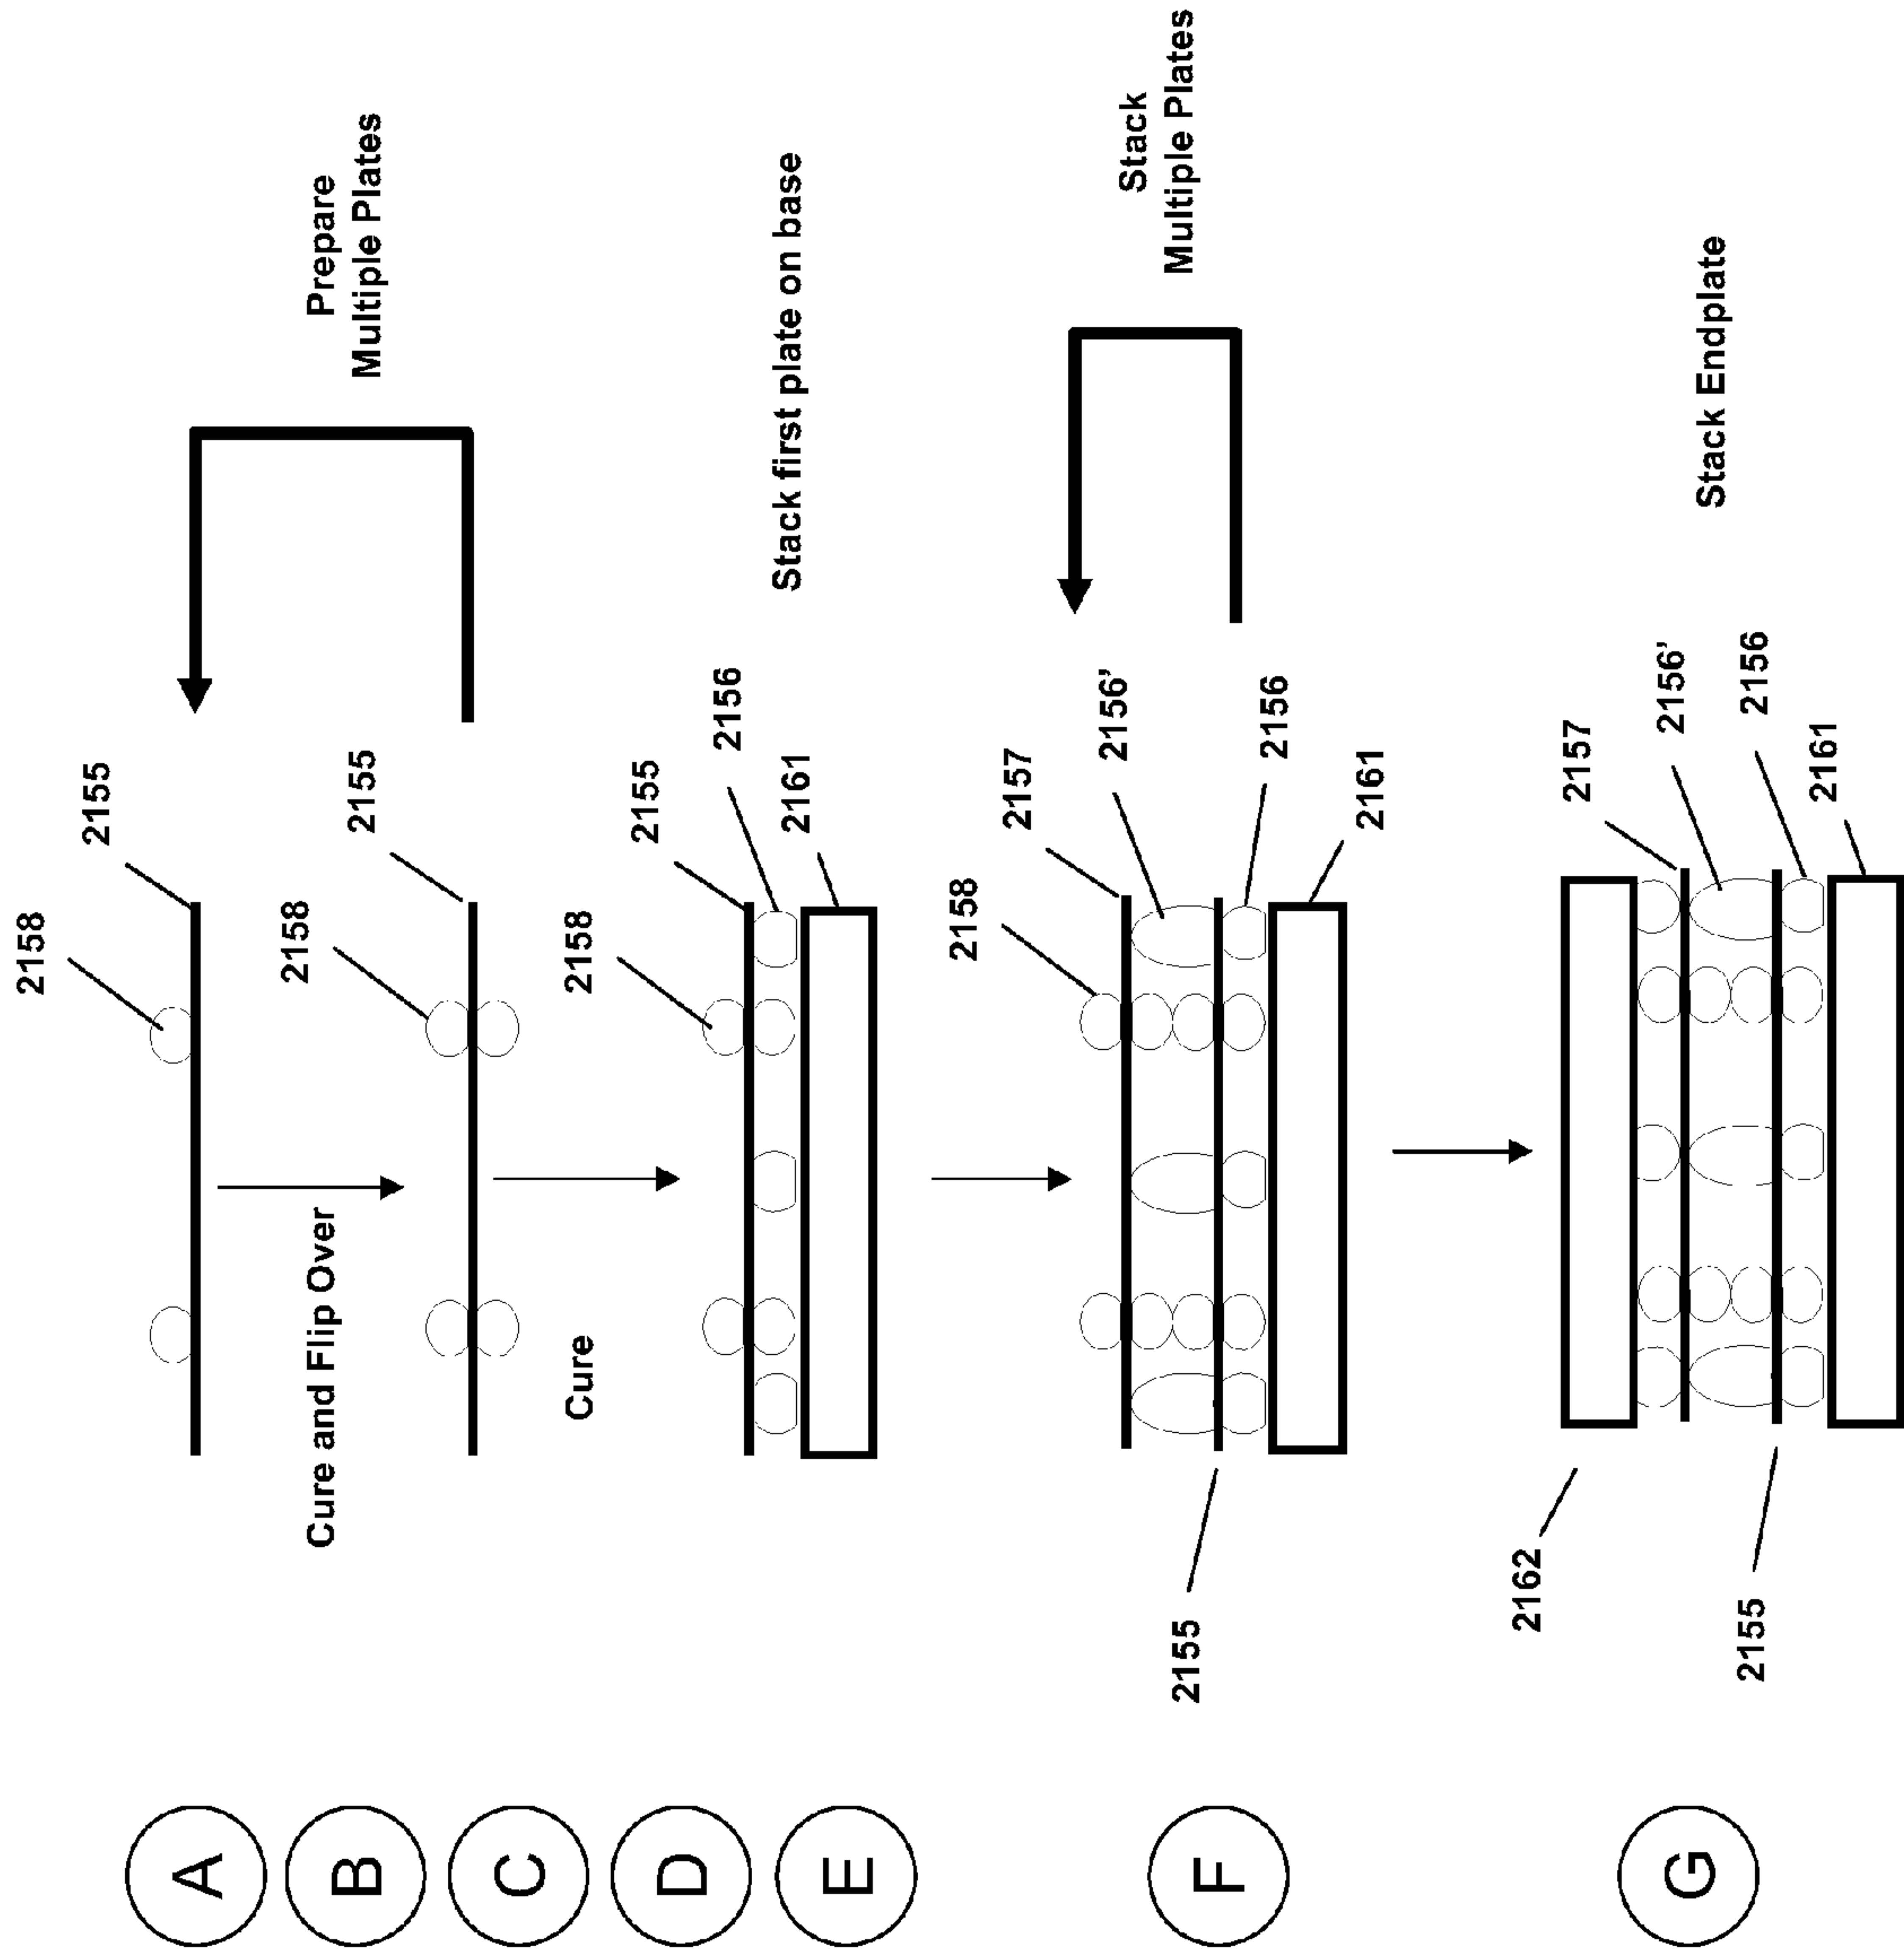 A
2158
2155
B
Cure and Flip Over
Prepare
Multiple Plates
C
2158
2155
D
Cure
E
2158
2155
2156
2161
Stack first plate on base
F
2155
2158
2157
2156'
2156
2161
Stack
Multiple Plates
G
2162
2155
2157
2156'
2156
2161
Stack Endplate